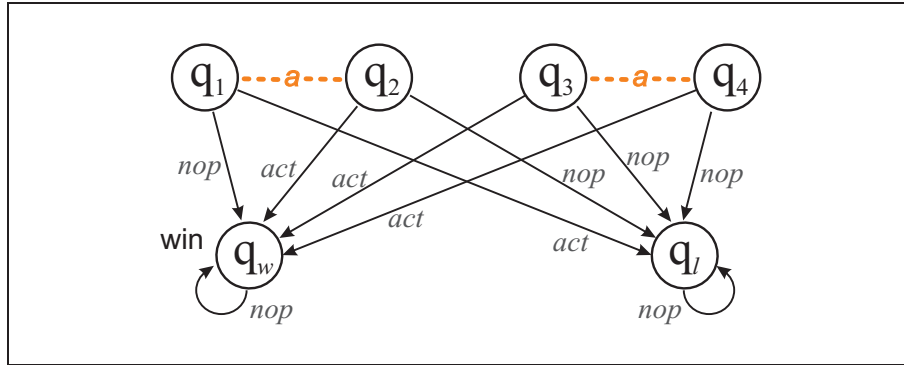 q1 a q2 q3 a q4
nop act act nop nop nop
act act
win qw ql
nop nop